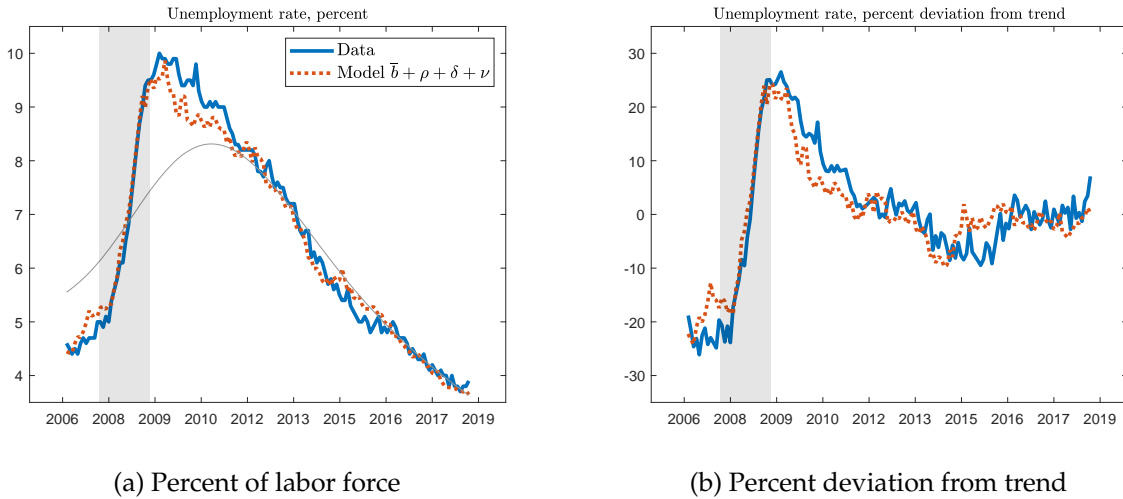 Unemployment rate, percent
10
9
8
7
6
5
4
Data
Model b̅ + ρ + δ + ν
2006 2008 2009 2010 2012 2013 2015 2016 2017 2019
(a) Percent of labor force
Unemployment rate, percent deviation from trend
30
20
10
0
-10
-20
-30
2006 2008 2009 2010 2012 2013 2015 2016 2017 2019
(b) Percent deviation from trend